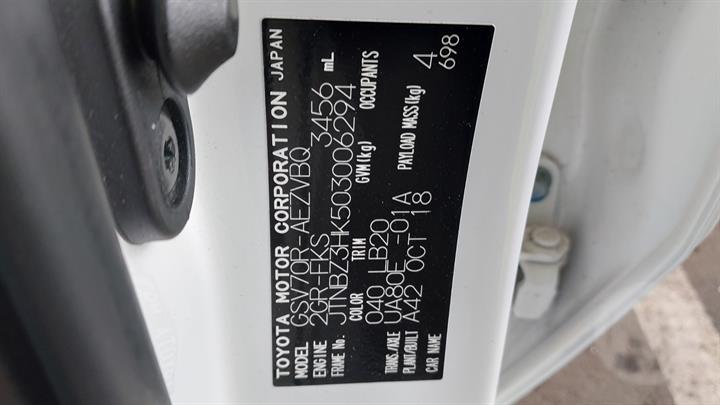 TOYOTA MOTOR CORPORATION JAPAN
MODEL GSV70R-AEZVBQ
ENGINE 2GR-FKS 3456 mL
FRAME No. JTNBZ3HK503006294
COLOR TRIM GVM(kg) OCCUPANTS
040 LB20 4
TRANS/AXLE UA80E -01A PAYLOAD MASS(kg) 698
PLANT/BUILT A42 OCT 18
CAR NAME